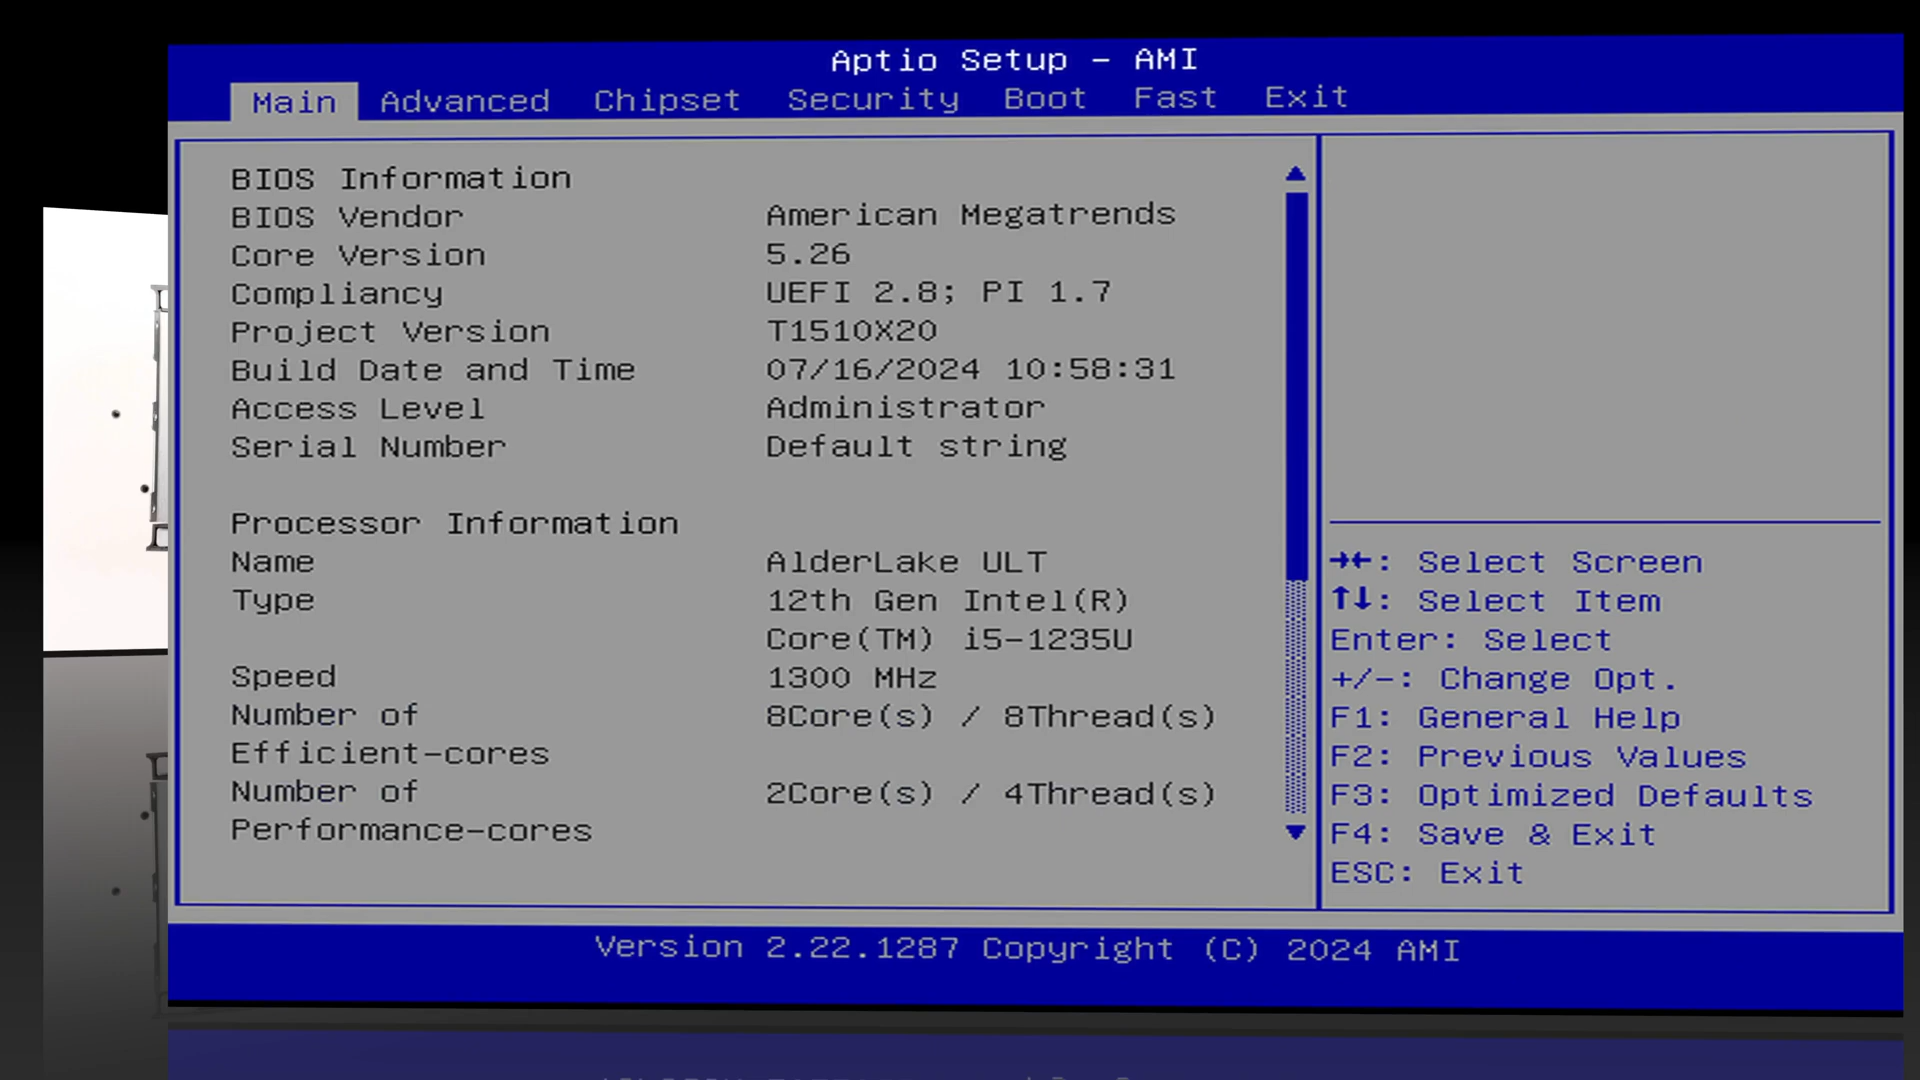 Aptio Setup – AMI
Main Advanced Chipset Security Boot Fast Exit
BIOS Information
BIOS Vendor American Megatrends
Core Version 5.26
Compliancy UEFI 2.8; PI 1.7
Project Version T1510X20
Build Date and Time 07/16/2024 10:58:31
Access Level Administrator
Serial Number Default string
Processor Information
Name AlderLake ULT
Type 12th Gen Intel(R)
Core(TM) i5-1235U
Speed 1300 MHz
Number of 8Core(s) / 8Thread(s)
Efficient-cores
Number of 2Core(s) / 4Thread(s)
Performance-cores
→←: Select Screen
↑↓: Select Item
Enter: Select
+/-: Change Opt.
F1: General Help
F2: Previous Values
F3: Optimized Defaults
F4: Save & Exit
ESC: Exit
Version 2.22.1287 Copyright (C) 2024 AMI